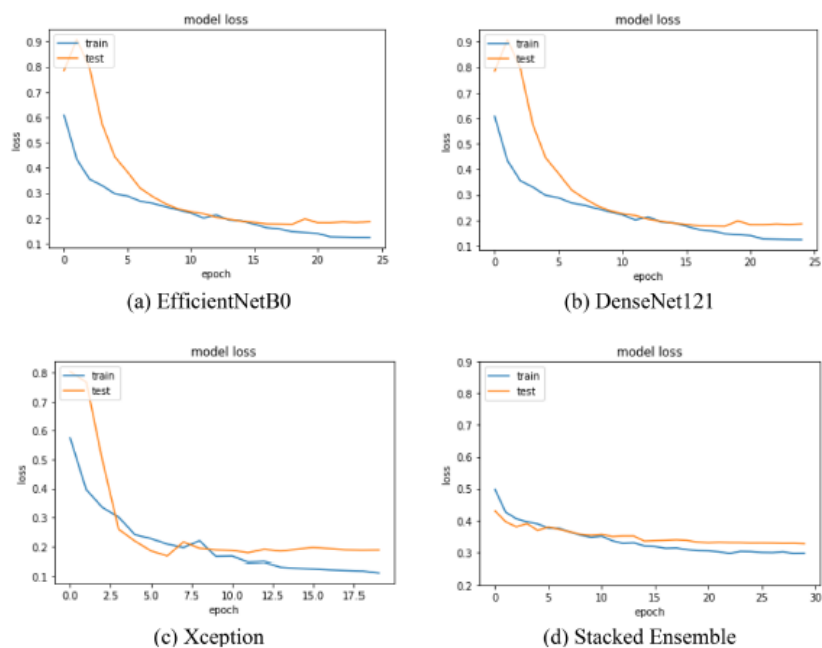 model loss
0.9
0.8
0.7
0.6
0.5
0.4
0.3
0.2
0.1
loss
train
test
0 5 10 15 20 25
epoch
(a) EfficientNetB0
model loss
0.9
0.8
0.7
0.6
0.5
0.4
0.3
0.2
0.1
loss
train
test
0 5 10 15 20 25
epoch
(b) DenseNet121
model loss
0.8
0.7
0.6
0.5
0.4
0.3
0.2
0.1
loss
train
test
0.0 2.5 5.0 7.5 10.0 12.5 15.0 17.5
epoch
(c) Xception
model loss
0.9
0.8
0.7
0.6
0.5
0.4
0.3
0.2
loss
train
test
0 5 10 15 20 25 30
epoch
(d) Stacked Ensemble